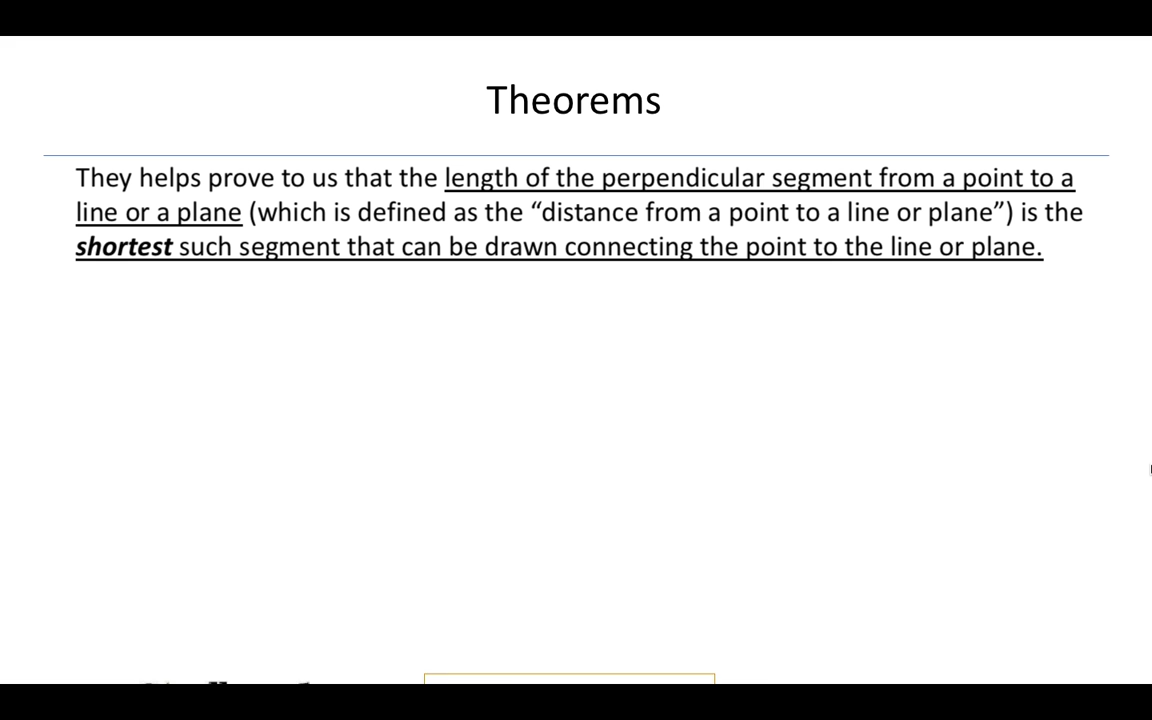 Theorems
They helps prove to us that the length of the perpendicular segment from a point to a
line or a plane (which is defined as the “distance from a point to a line or plane”) is the
shortest such segment that can be drawn connecting the point to the line or plane.